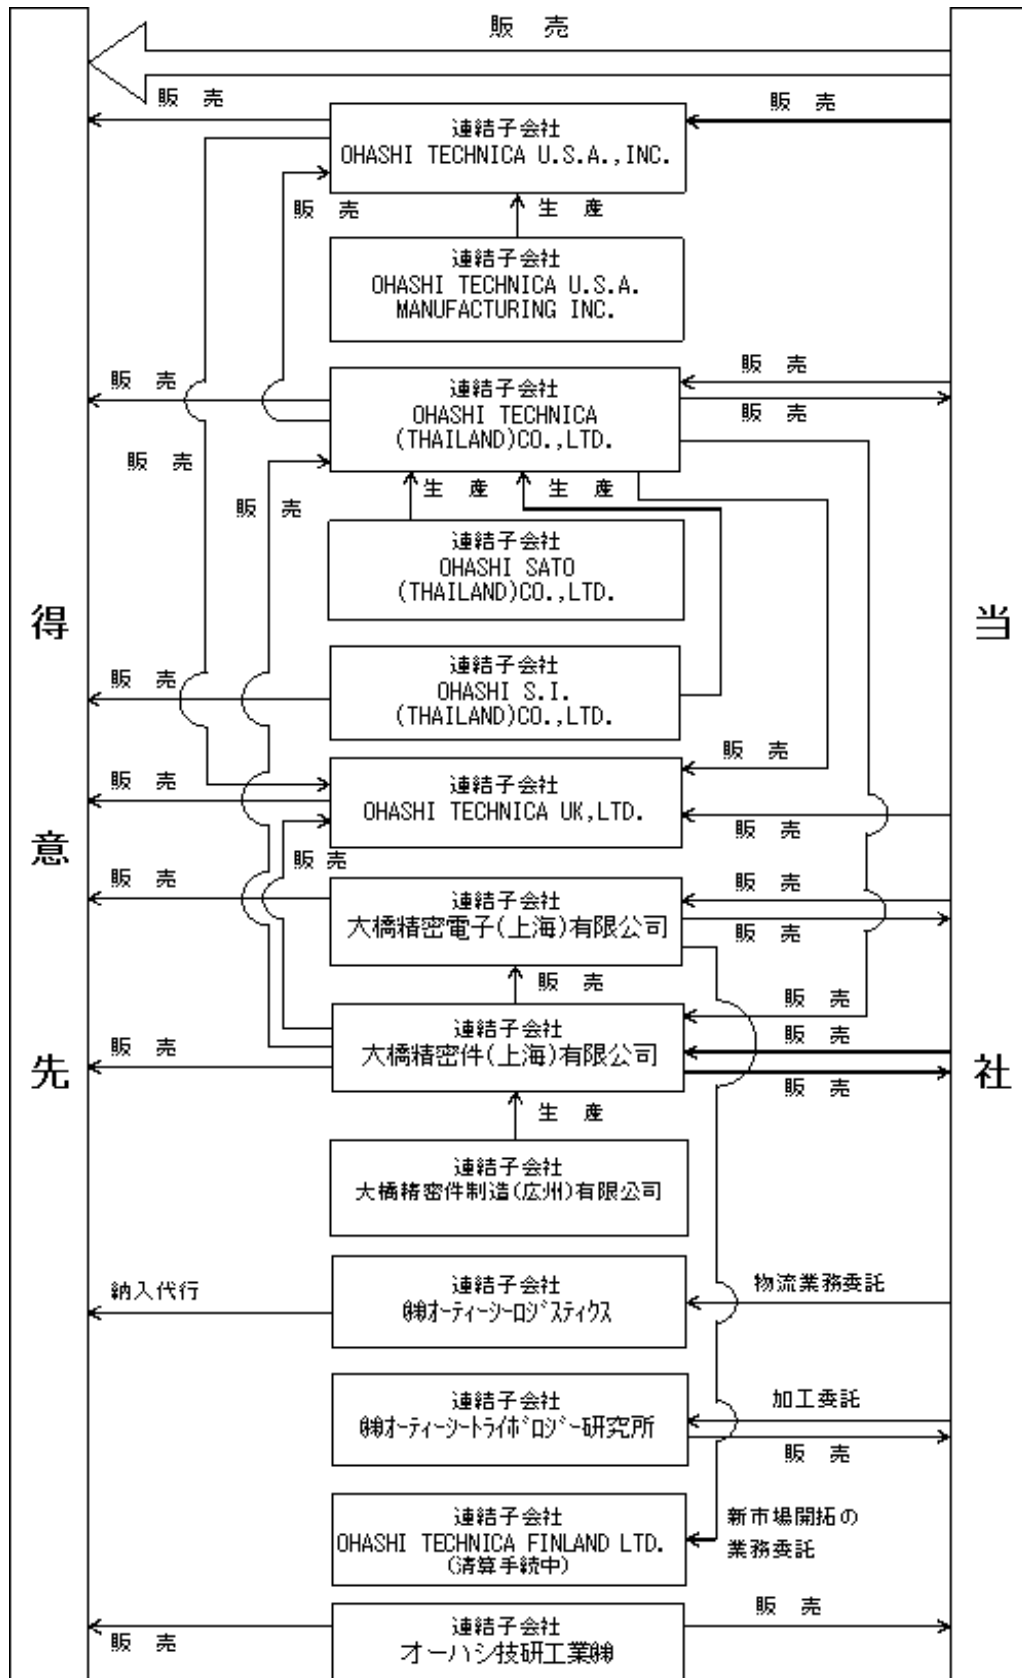 販　売
販　売
販　売
連結子会社
OHASHI TECHNICA U.S.A.,INC.
販　売
生　産
連結子会社
OHASHI TECHNICA U.S.A.
MANUFACTURING INC.
販　売
販　売
連結子会社
OHASHI TECHNICA
(THAILAND)CO.,LTD.
販　売
販　売
販　売
生　産
生　産
連結子会社
OHASHI SATO
(THAILAND)CO.,LTD.
得意先
当社
販　売
連結子会社
OHASHI S.I.
(THAILAND)CO.,LTD.
販　売
販　売
連結子会社
OHASHI TECHNICA UK,LTD.
販　売
販売
販　売
連結子会社
大橋精密電子(上海)有限公司
販　売
販　売
販　売
販　売
連結子会社
大橋精密件(上海)有限公司
販　売
販　売
販　売
生　産
連結子会社
大橋精密件制造(広州)有限公司
納入代行
連結子会社
㈱オーティーシーロジスティクス
物流業務委託
連結子会社
㈱オーティーシートライボロジー研究所
加工委託
販　売
連結子会社
OHASHI TECHNICA FINLAND LTD.
(清算手続中)
新市場開拓の
業務委託
販　売
連結子会社
オーハシ技研工業㈱
販　売